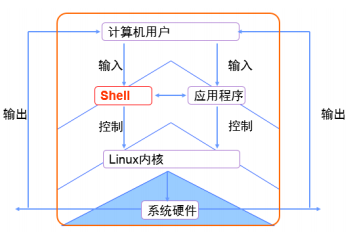 计算机用户
输入
输入
Shell
应用程序
输出
输出
控制
控制
Linux内核
系统硬件